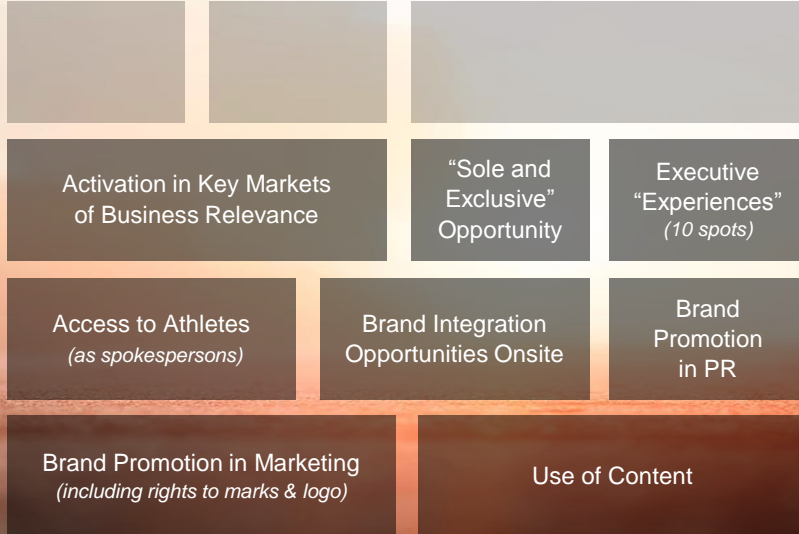 Activation in Key Markets
of Business Relevance
“Sole and
Exclusive”
Opportunity
Executive
“Experiences”
(10 spots)
Access to Athletes
(as spokespersons)
Brand Integration
Opportunities Onsite
Brand
Promotion
in PR
Brand Promotion in Marketing
(including rights to marks & logo)
Use of Content